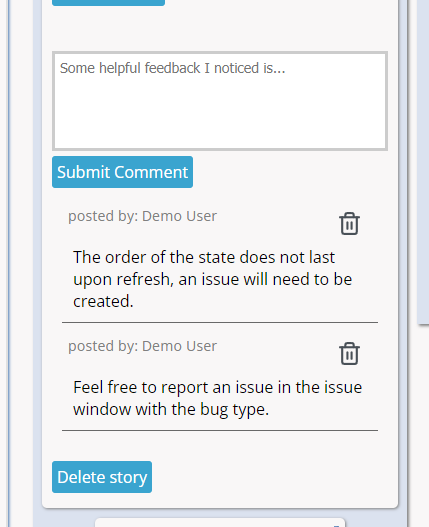 Some helpful feedback I noticed is...
Submit Comment
posted by: Demo User
The order of the state does not last
upon refresh, an issue will need to be
created.
posted by: Demo User
Feel free to report an issue in the issue
window with the bug type.
Delete story